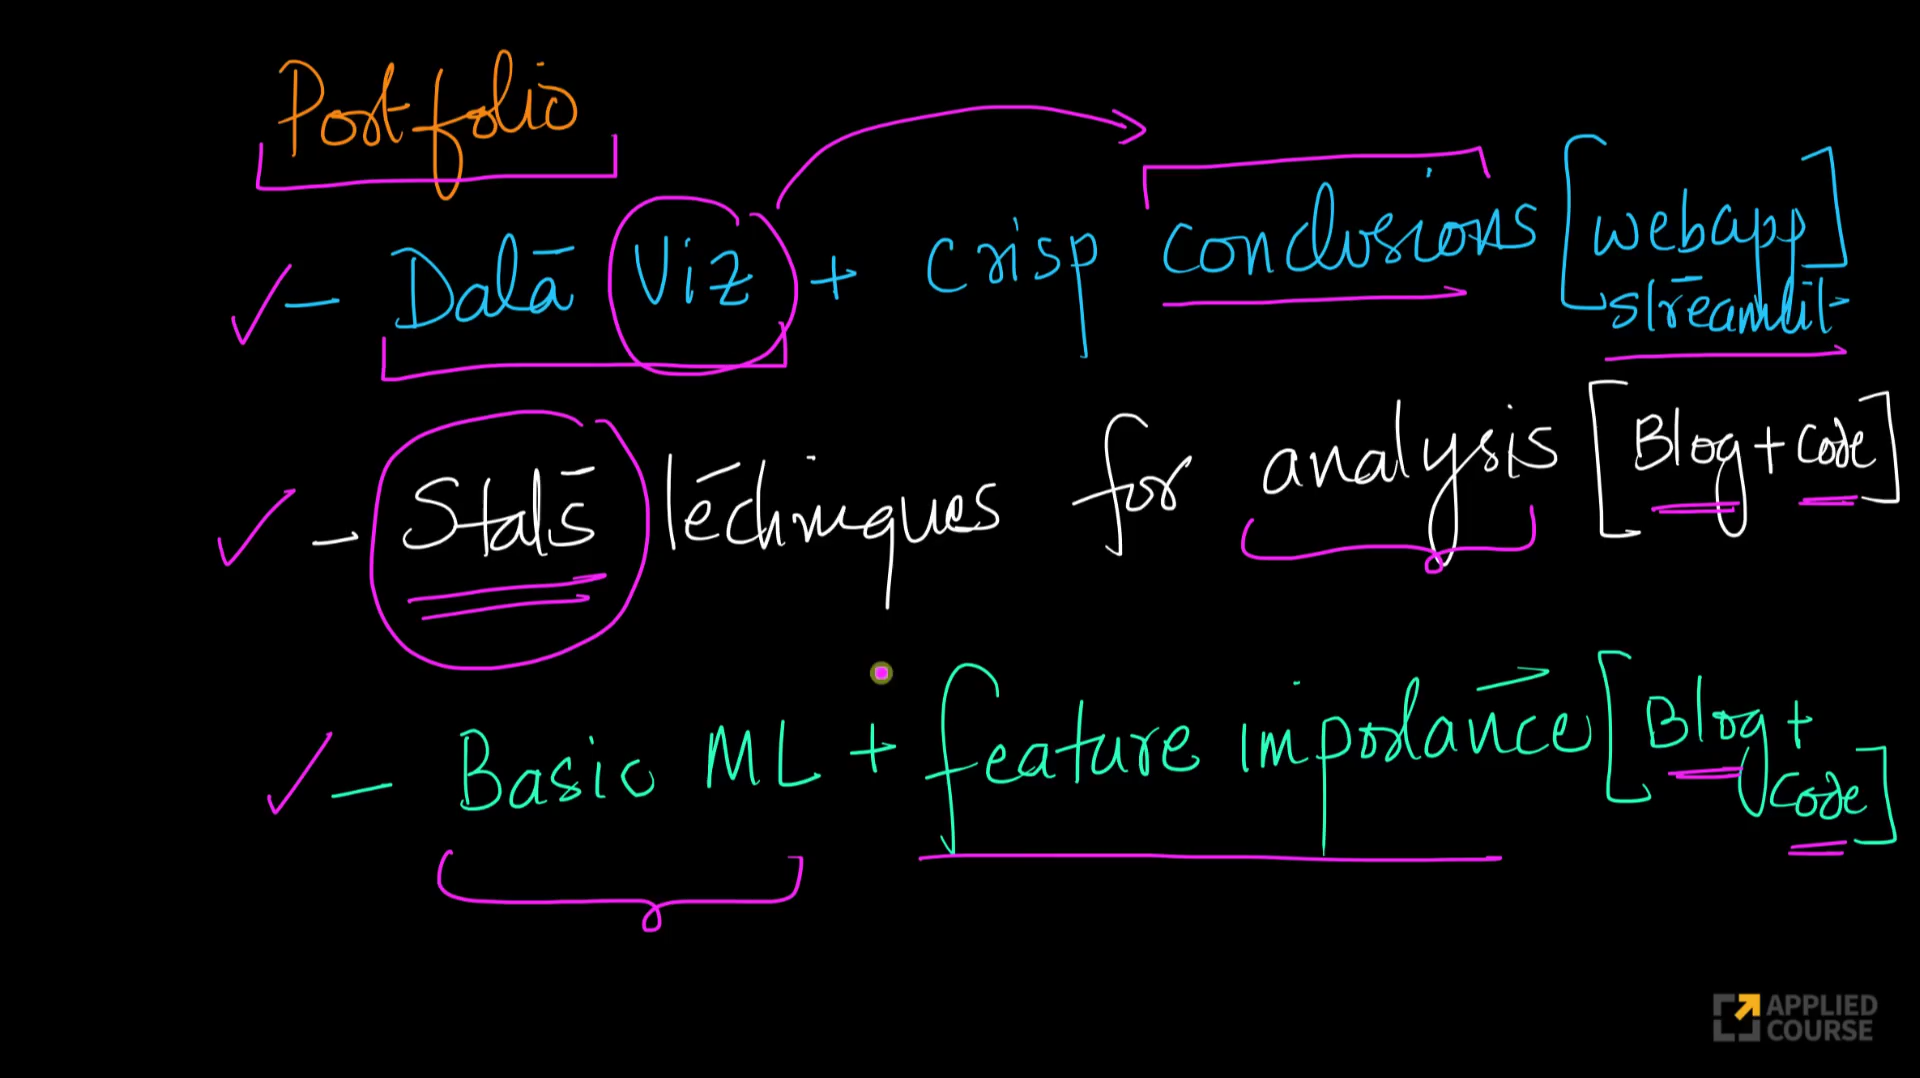 Portfolio
- Data Viz + crisp conclusions [webapp streamlit]
- Stats techniques for analysis [Blog + code]
- Basic ML + feature importance [Blog + code]
APPLIED
COURSE